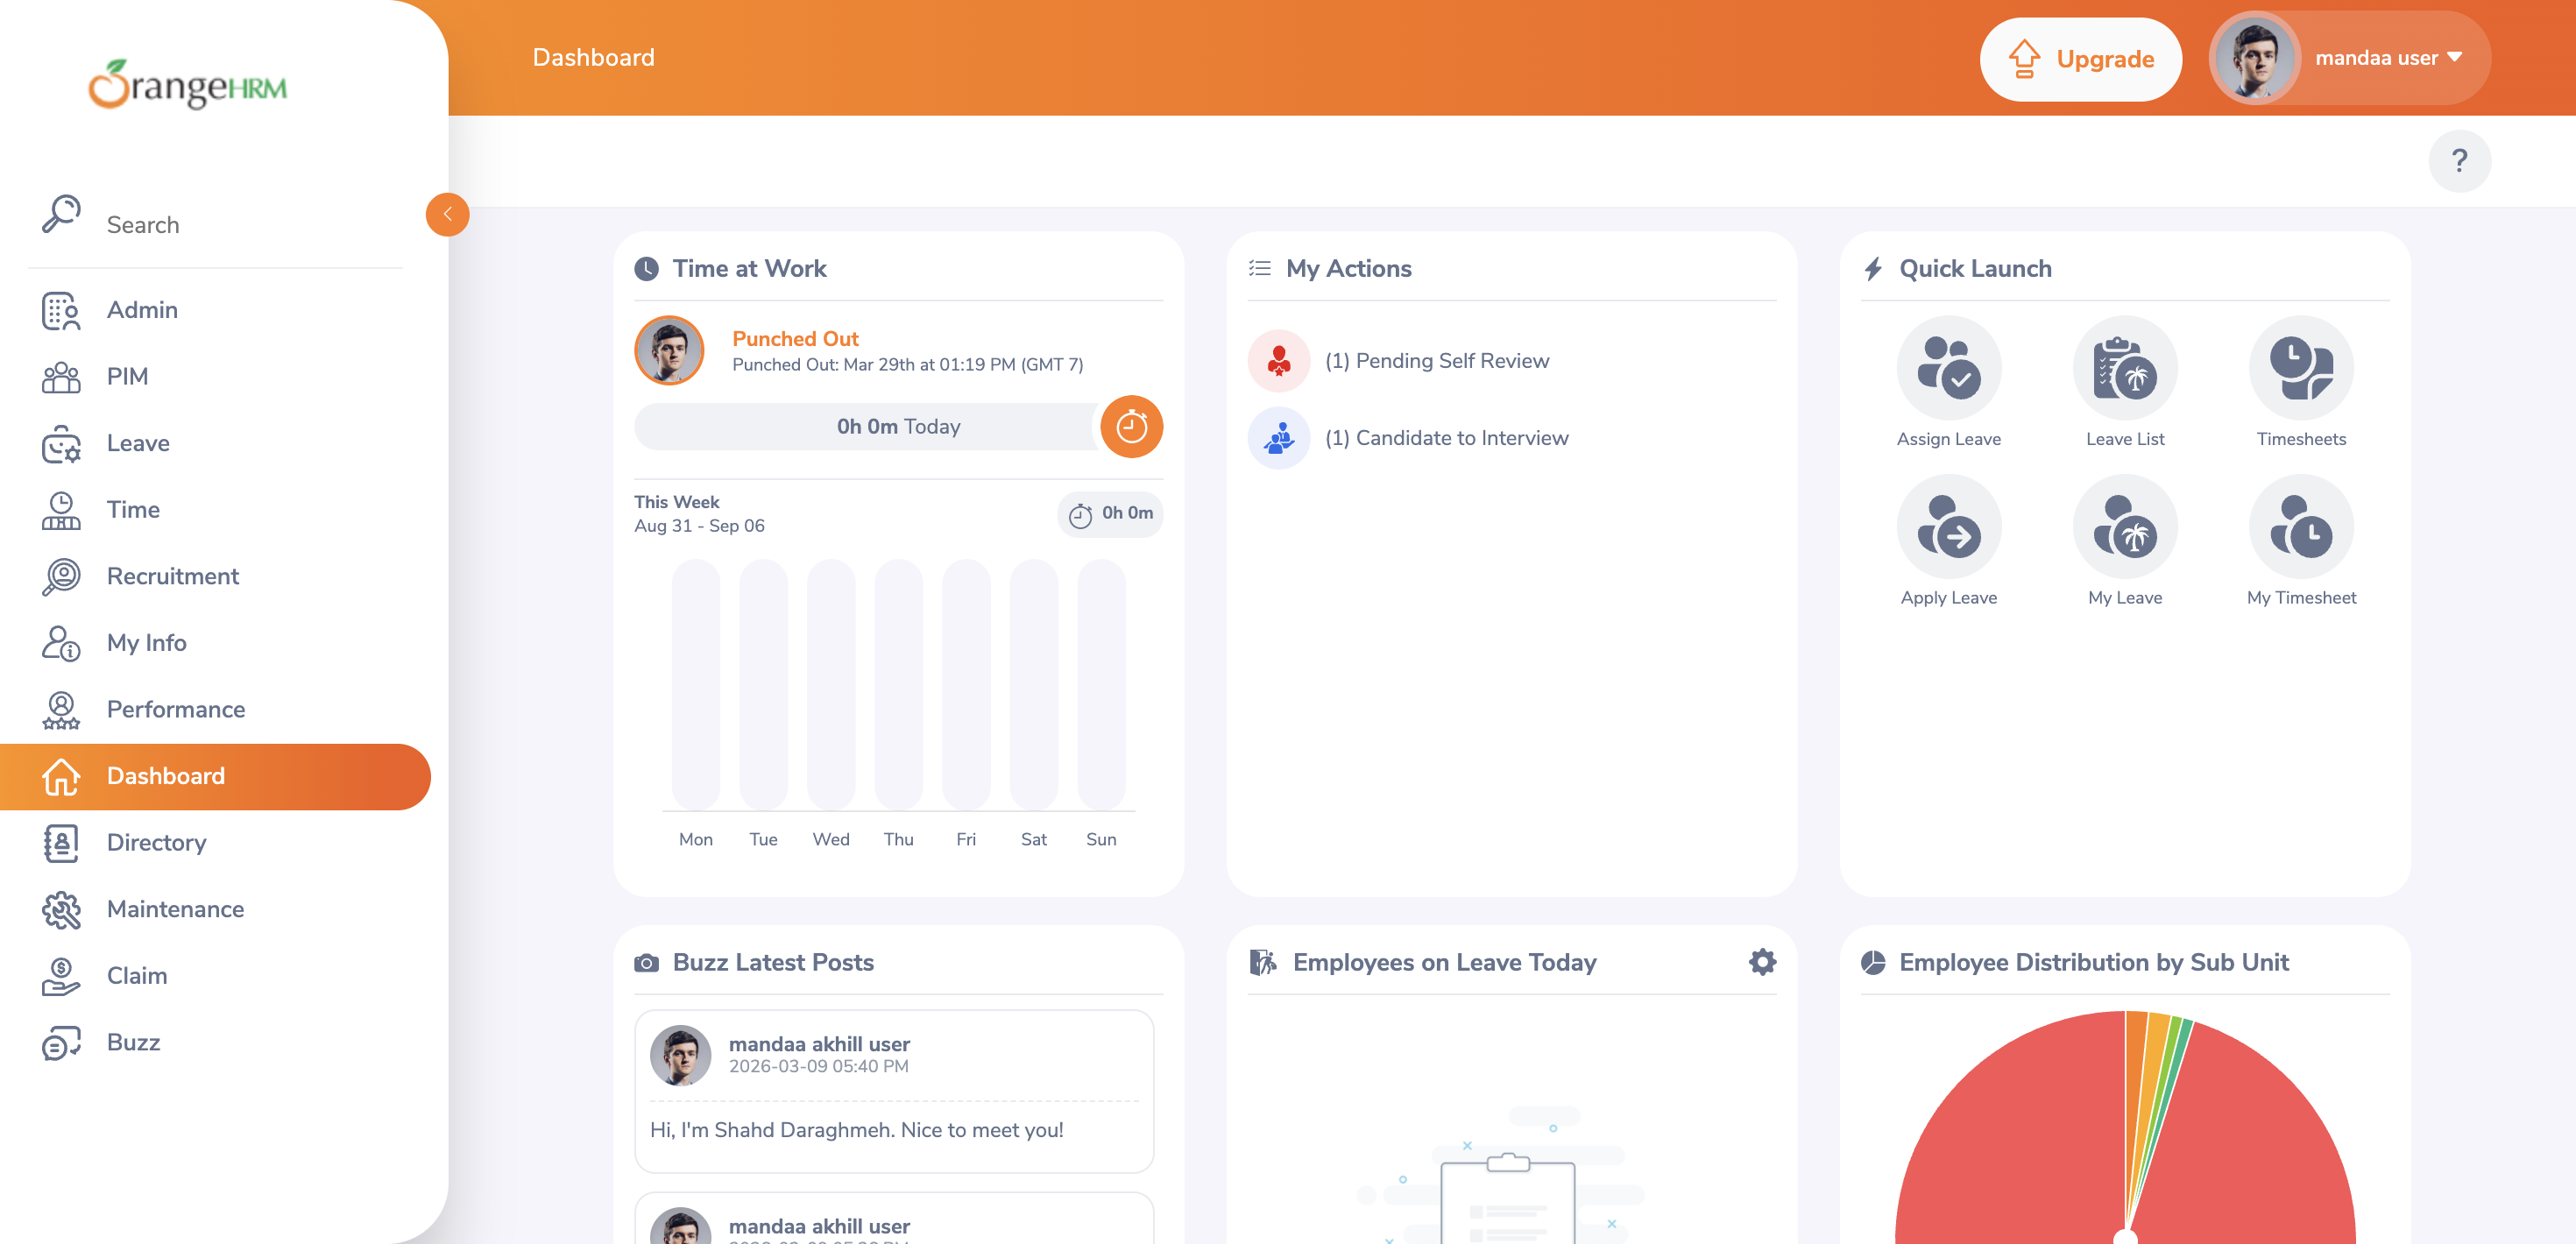 OrangeHRM
Dashboard
Upgrade
mandaa user
?
Search
Admin
PIM
Leave
Time
Recruitment
My Info
Performance
Dashboard
Directory
Maintenance
Claim
Buzz
Time at Work
Punched Out
Punched Out: Mar 29th at 01:19 PM (GMT 7)
0h 0m Today
This Week
Aug 31 - Sep 06
0h 0m
Mon Tue Wed Thu Fri Sat Sun
My Actions
(1) Pending Self Review
(1) Candidate to Interview
Quick Launch
Assign Leave
Leave List
Timesheets
Apply Leave
My Leave
My Timesheet
Buzz Latest Posts
mandaa akhill user
2026-03-09 05:40 PM
Hi, I'm Shahd Daraghmeh. Nice to meet you!
mandaa akhill user
Employees on Leave Today
Employee Distribution by Sub Unit